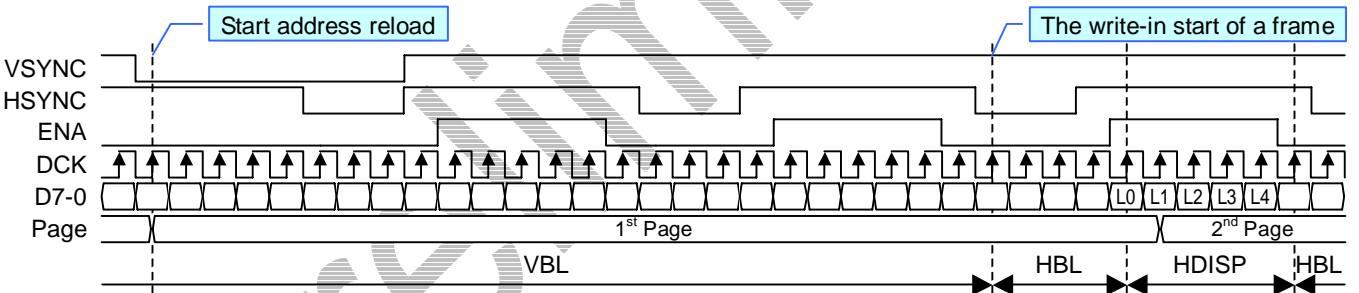 Start address reload
The write-in start of a frame
VSYNC
HSYNC
ENA
DCK
D7-0 L0 L1 L2 L3 L4
Page 1st Page 2nd Page
VBL HBL HDISP HBL